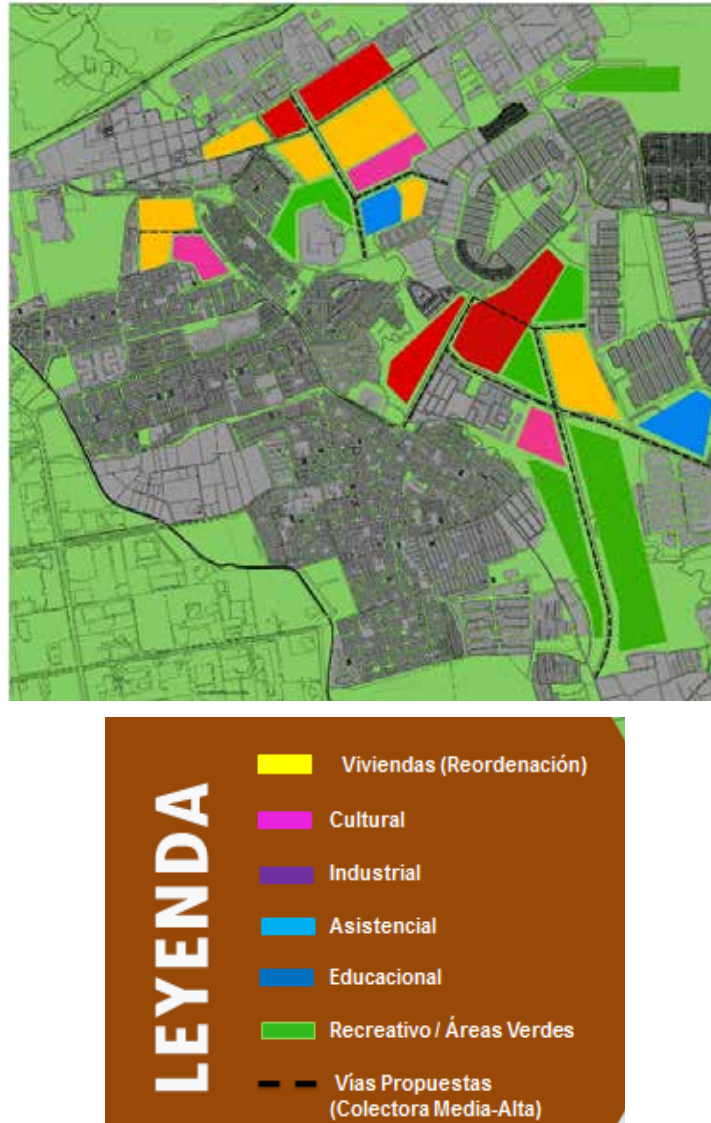 LEYENDA
Viviendas (Reordenación)
Cultural
Industrial
Asistencial
Educacional
Recreativo / Áreas Verdes
Vías Propuestas
(Colectora Media-Alta)